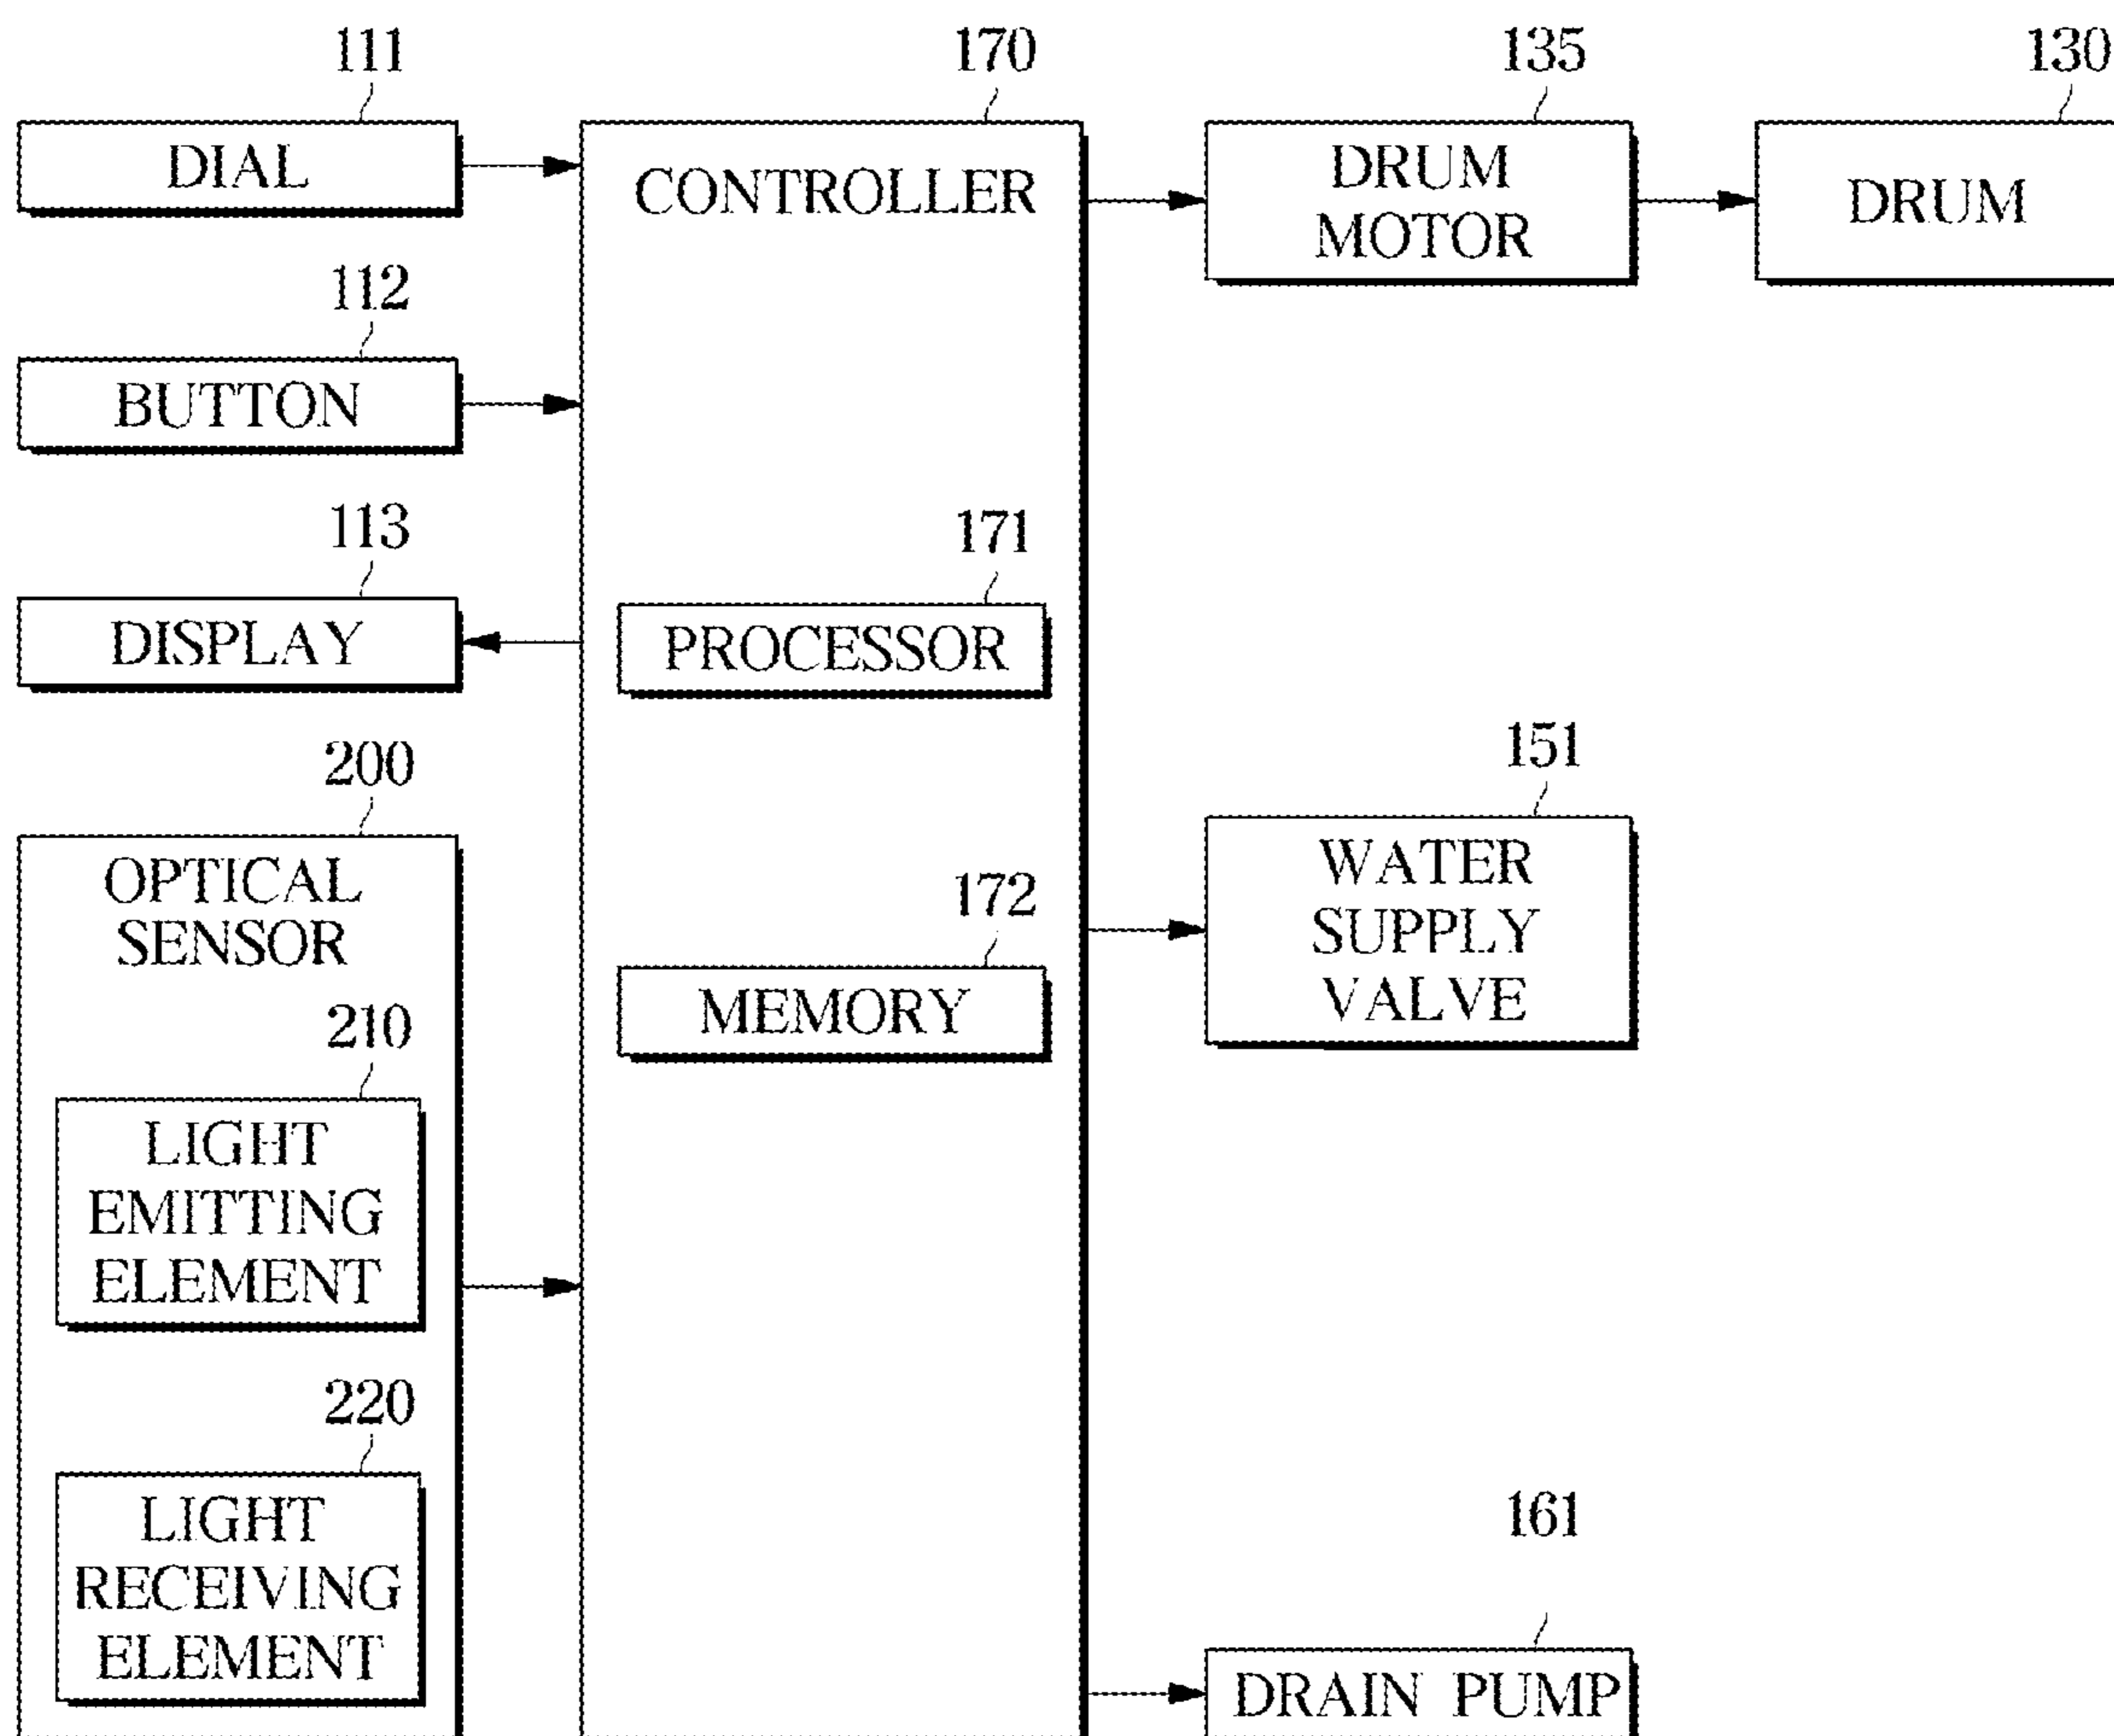 111
DIAL
112
BUTTON
113
DISPLAY
200
OPTICAL
SENSOR
210
LIGHT
EMITTING
ELEMENT
220
LIGHT
RECEIVING
ELEMENT
170
CONTROLLER
171
PROCESSOR
172
MEMORY
135
DRUM
MOTOR
130
DRUM
151
WATER
SUPPLY
VALVE
161
DRAIN PUMP